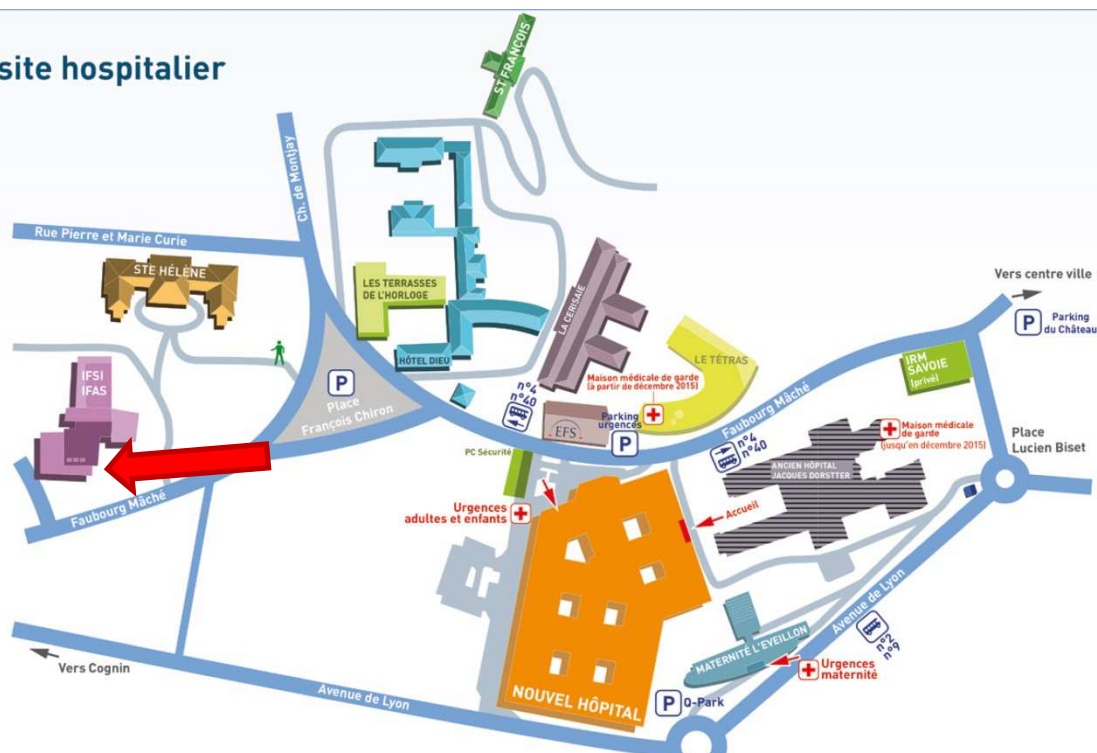 site hospitalier
ST FRANÇOIS
Ch. de Montjay
Rue Pierre et Marie Curie
STE HÉLÈNE
LES TERRASSES
DE L'HORLOGE
LA CERISAIE
Vers centre ville
P
Parking
du Château
HÔTEL DIEU
LE TÉTRAS
IRM
SAVOIE
(privé)
IFSI
IFAS
P
Place
François Chiron
n°4
n°40
Maison médicale de garde
(à partir de décembre 2015)
Parking
urgences
P
EFS
Faubourg Mâché
n°4
n°40
Maison médicale
de garde
(jusqu'en décembre 2015)
Place
Lucien Biset
PC Sécurité
ANCIEN HÔPITAL
JACQUES DORSTTER
Faubourg Mâché
Urgences
adultes et enfants
Accueil
Avenue de Lyon
n°2
n°9
MATERNITÉ L'EVEILLON
Urgences
maternité
Vers Cognin
Avenue de Lyon
NOUVEL HÔPITAL
P Q-Park